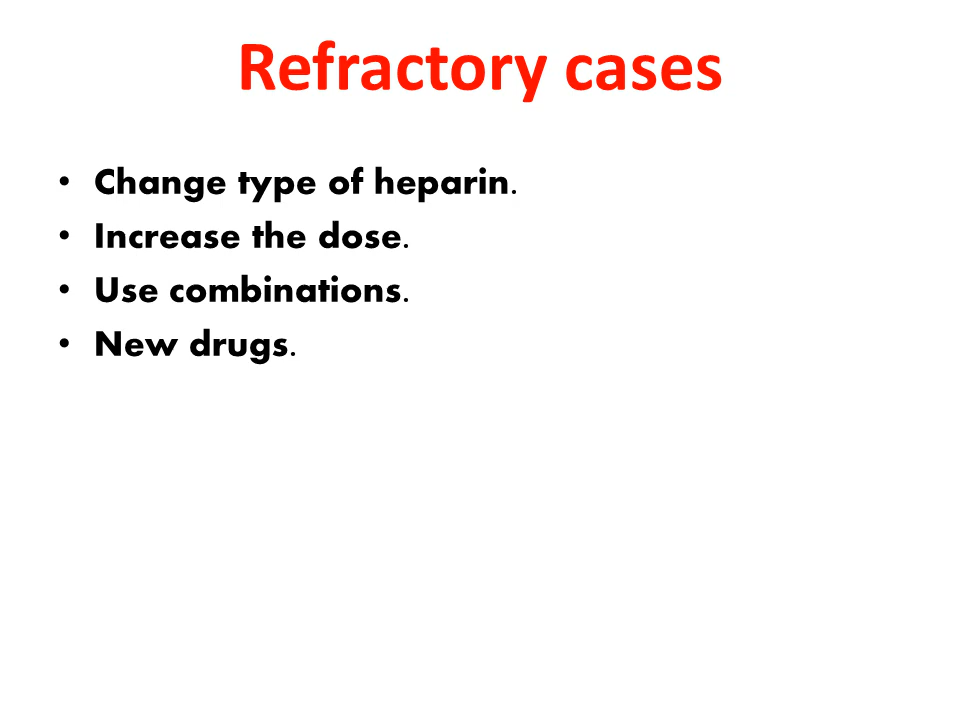 Refractory cases
• Change type of heparin.
• Increase the dose.
• Use combinations.
• New drugs.